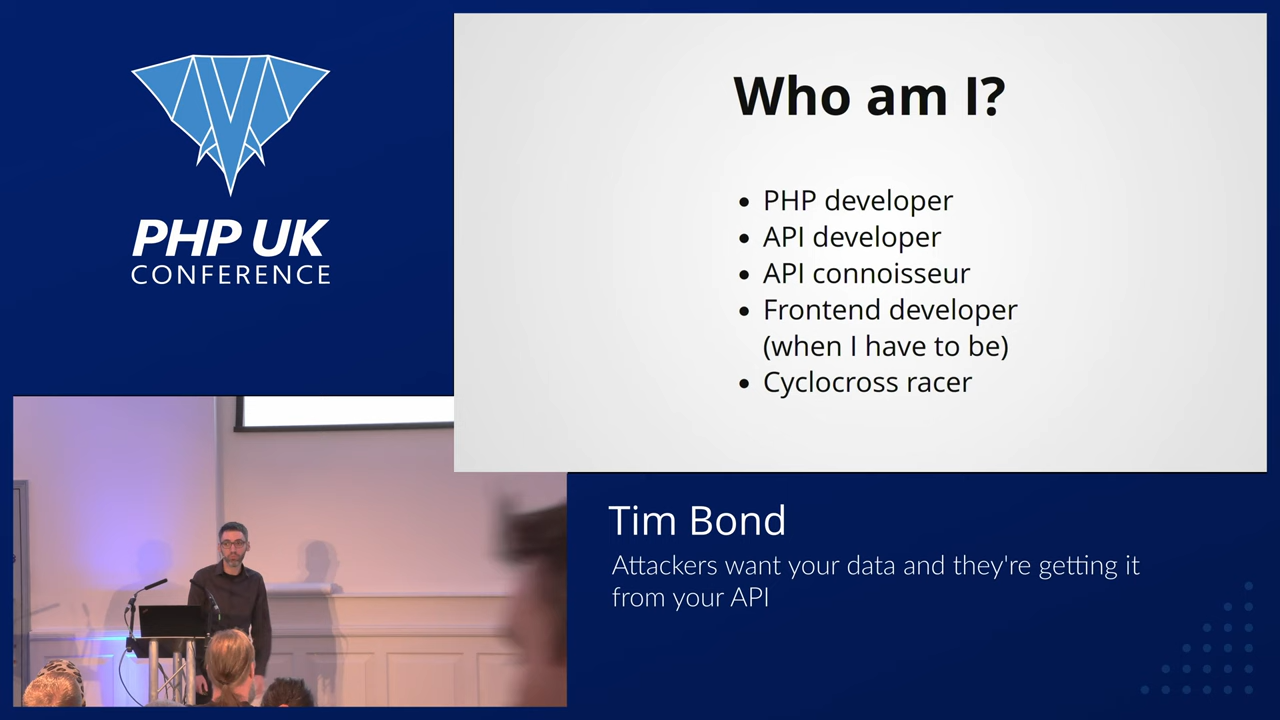 PHP UK
CONFERENCE
Who am I?
• PHP developer
• API developer
• API connoisseur
• Frontend developer
(when I have to be)
• Cyclocross racer
Tim Bond
Attackers want your data and they're getting it
from your API